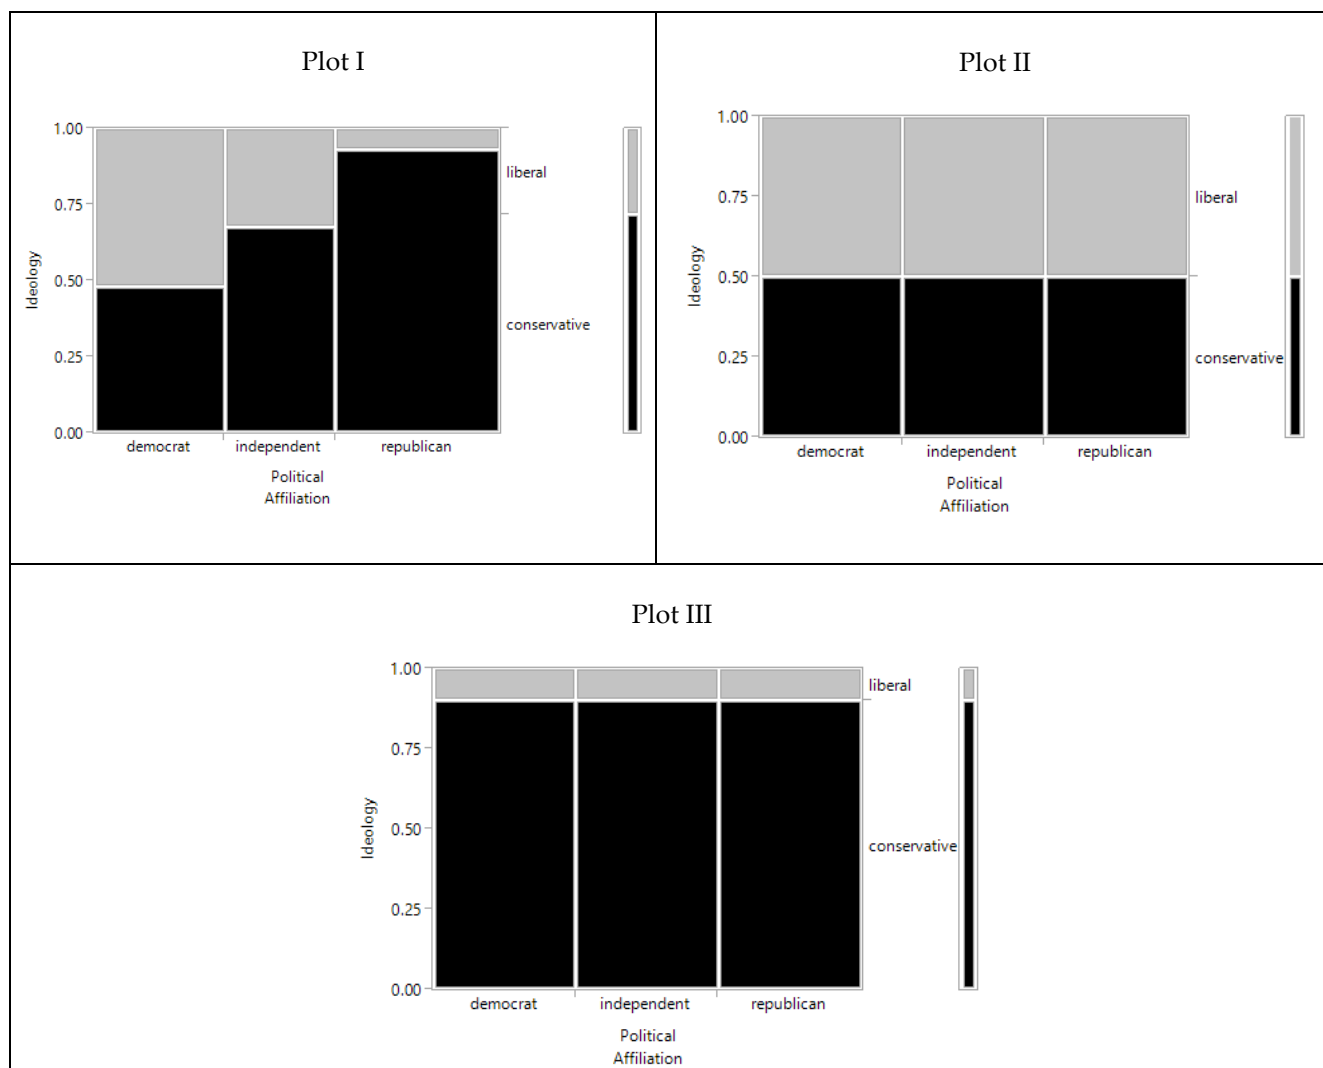 Plot I
1.00
0.75
0.50
0.25
0.00
Ideology
liberal
conservative
democrat independent republican
Political
Affiliation
Plot II
1.00
0.75
0.50
0.25
0.00
Ideology
liberal
conservative
democrat independent republican
Political
Affiliation
Plot III
1.00
0.75
0.50
0.25
0.00
Ideology
liberal
conservative
democrat independent republican
Political
Affiliation